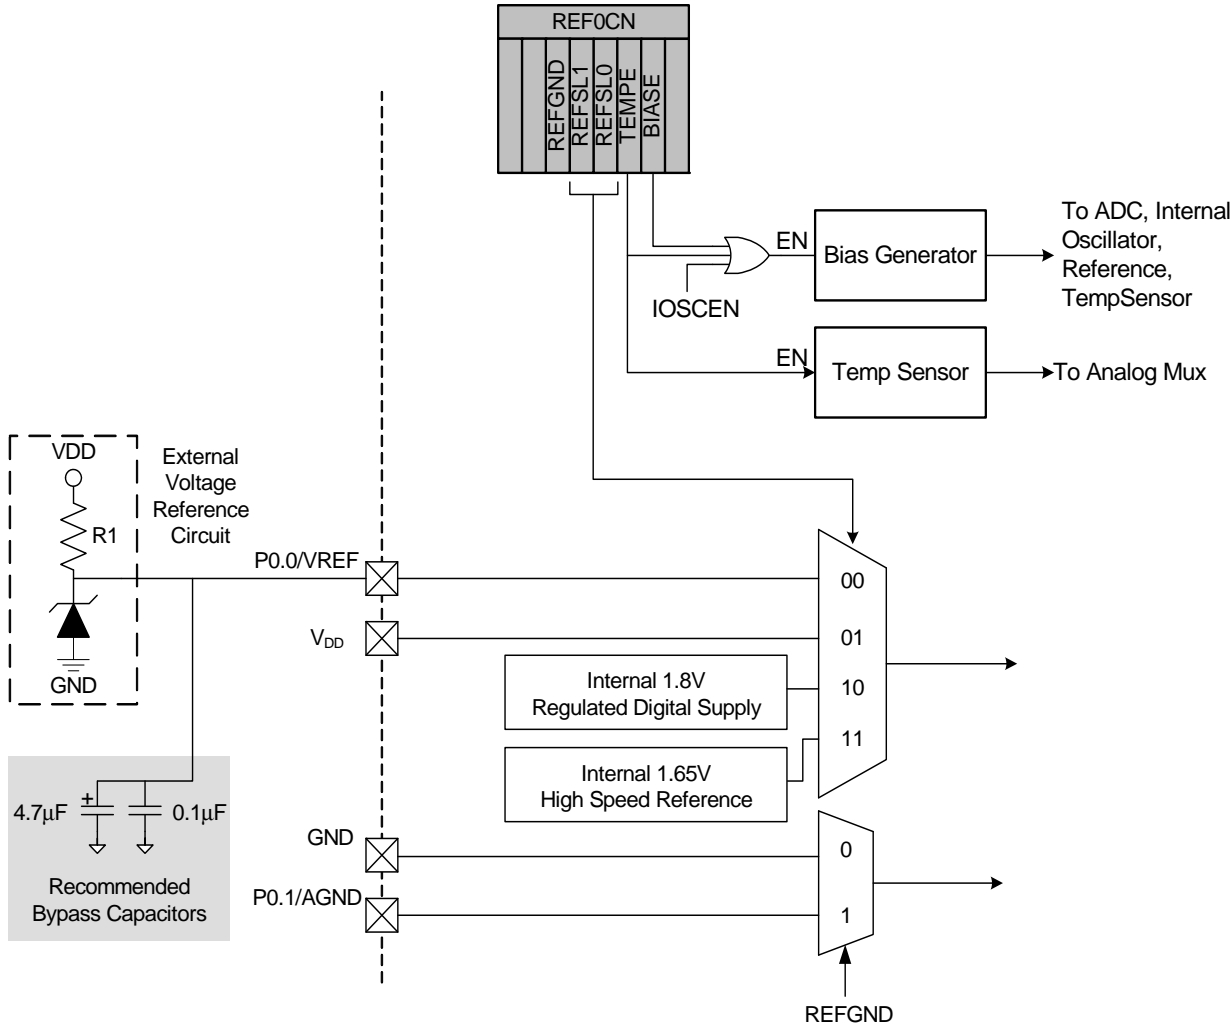 REF0CN
REFGND
REFSL1
REFSL0
TEMPE
BIASE
EN
Bias Generator
To ADC, Internal
Oscillator,
Reference,
TempSensor
IOSCEN
EN
Temp Sensor
To Analog Mux
VDD
R1
GND
External
Voltage
Reference
Circuit
P0.0/VREF
00
VDD
01
Internal 1.8V
Regulated Digital Supply
10
11
Internal 1.65V
High Speed Reference
4.7µF
+
0.1µF
Recommended
Bypass Capacitors
GND
0
P0.1/AGND
1
REFGND